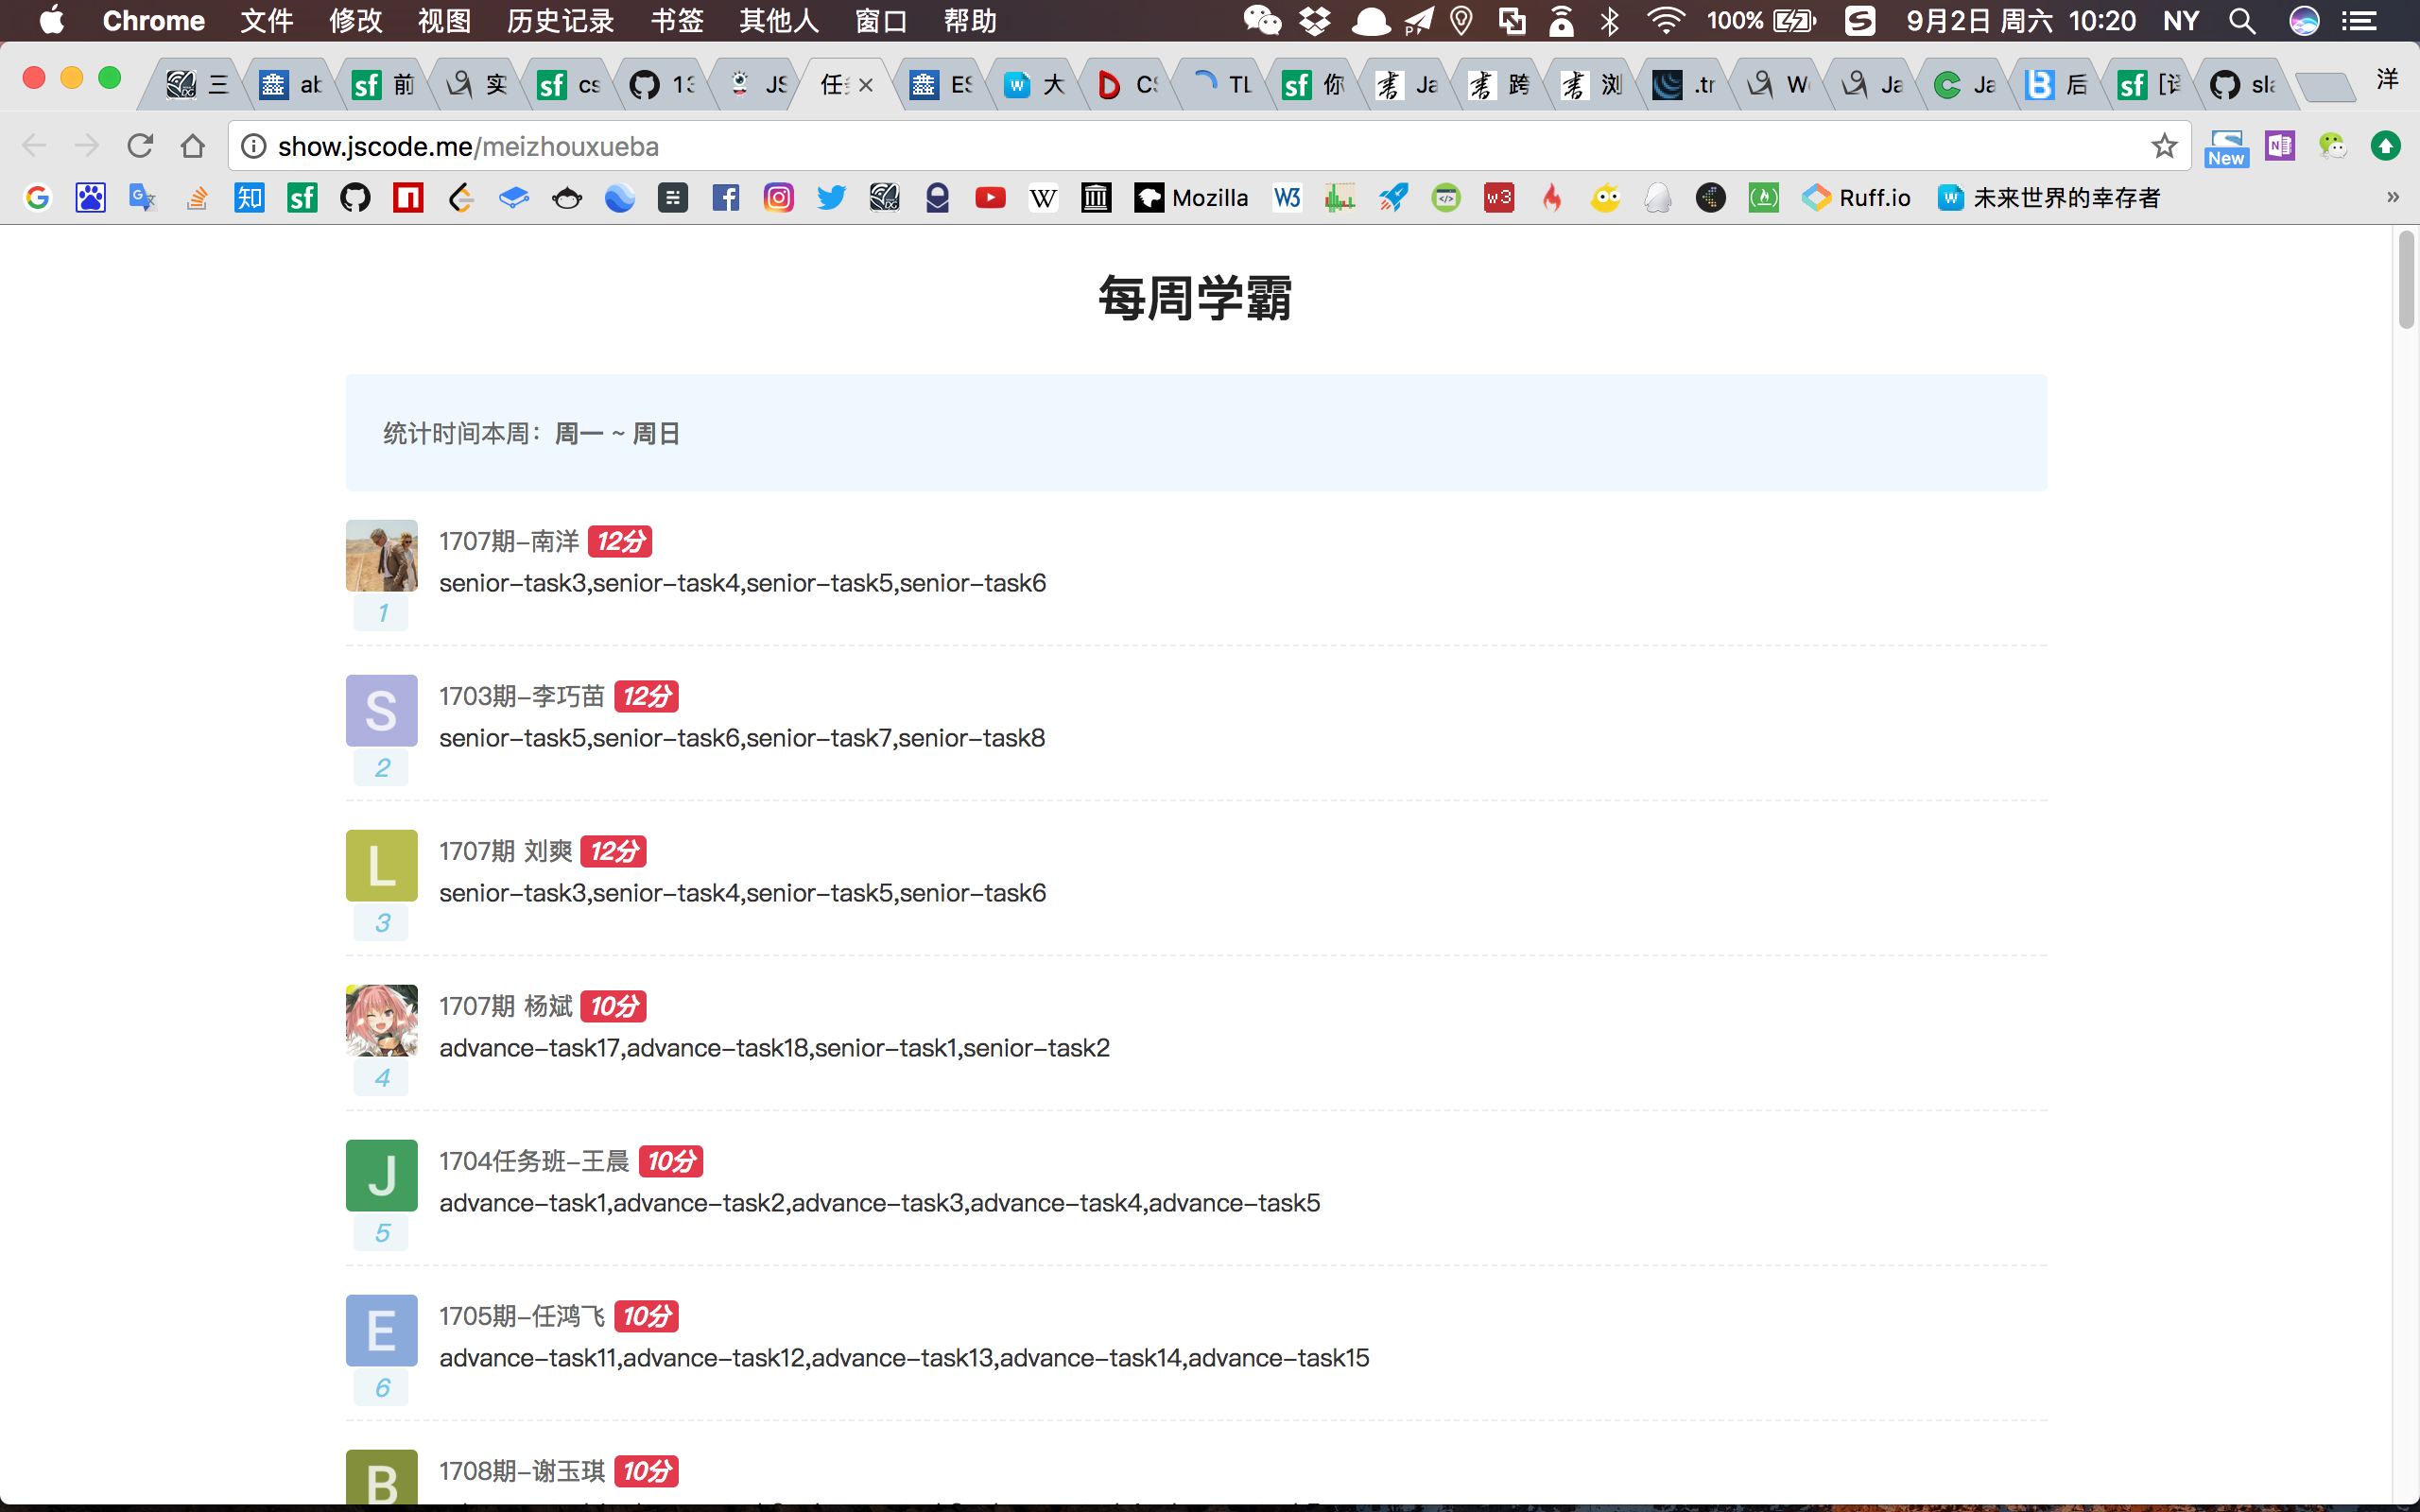 Chrome 文件 修改 视图 历史记录 书签 其他人 窗口 帮助 100% 9月2日 周六 10:20 NY
三 ab 前 实 sf cs 13 JS 任 ES 大 TL sf 你 Ja 跨 浏 .tr Ja Ja 后 sf sla 洋
show.jscode.me/meizhouxueba New
知 sf W Mozilla W3 w3 Ruff.io 未来世界的幸存者 »
每周学霸
统计时间本周：周一 ~ 周日
1707期-南洋 12分
senior-task3,senior-task4,senior-task5,senior-task6
1
S
1703期-李巧苗 12分
senior-task5,senior-task6,senior-task7,senior-task8
2
L
1707期 刘爽 12分
senior-task3,senior-task4,senior-task5,senior-task6
3
1707期 杨斌 10分
advance-task17,advance-task18,senior-task1,senior-task2
4
J
1704任务班-王晨 10分
advance-task1,advance-task2,advance-task3,advance-task4,advance-task5
5
E
1705期-任鸿飞 10分
advance-task11,advance-task12,advance-task13,advance-task14,advance-task15
6
B
1708期-谢玉琪 10分